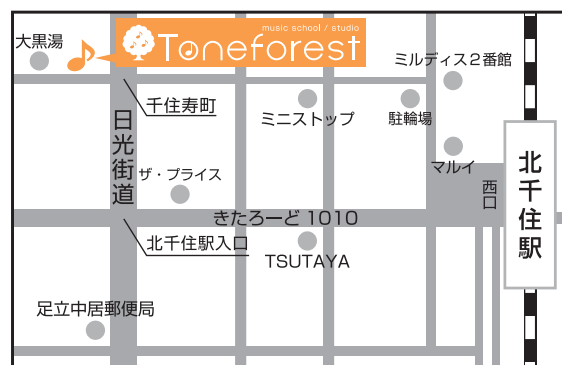 music school / studio
Toneforest
大黒湯
ミルディス2番館
千住寿町
ミニストップ
駐輪場
日光街道
マルイ
北千住駅
ザ・プライス
西口
きたろーど 1010
北千住駅入口
TSUTAYA
足立中居郵便局